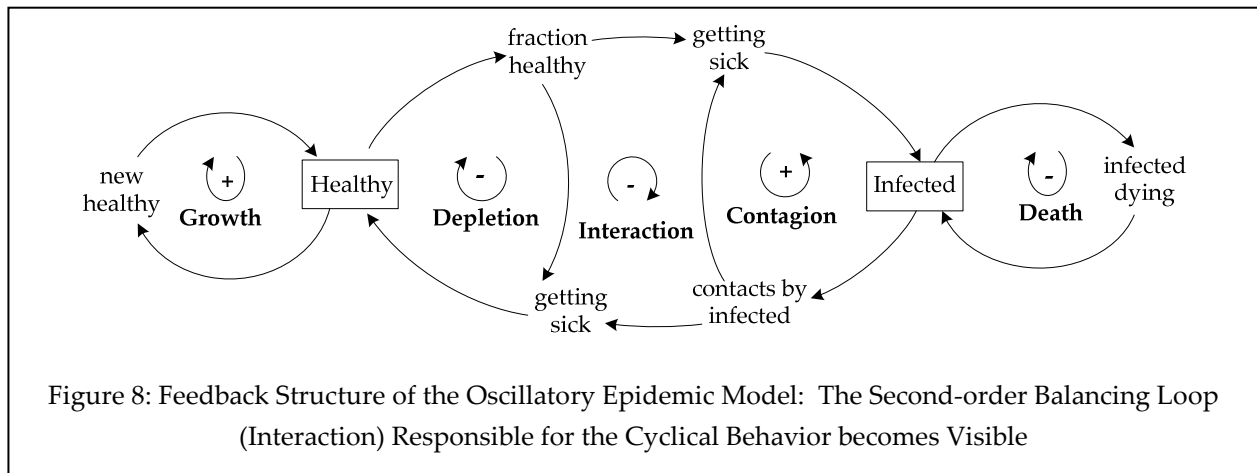 fraction
healthy
getting
sick
new
healthy
+
Growth
Healthy
-
Depletion
-
Interaction
+
Contagion
Infected
-
Death
infected
dying
getting
sick
contacts by
infected
Figure 8: Feedback Structure of the Oscillatory Epidemic Model: The Second-order Balancing Loop
(Interaction) Responsible for the Cyclical Behavior becomes Visible